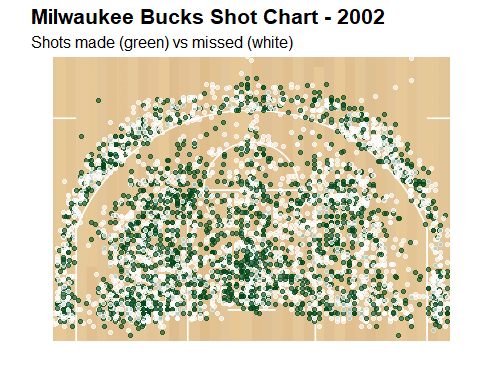 Milwaukee Bucks Shot Chart - 2002
Shots made (green) vs missed (white)